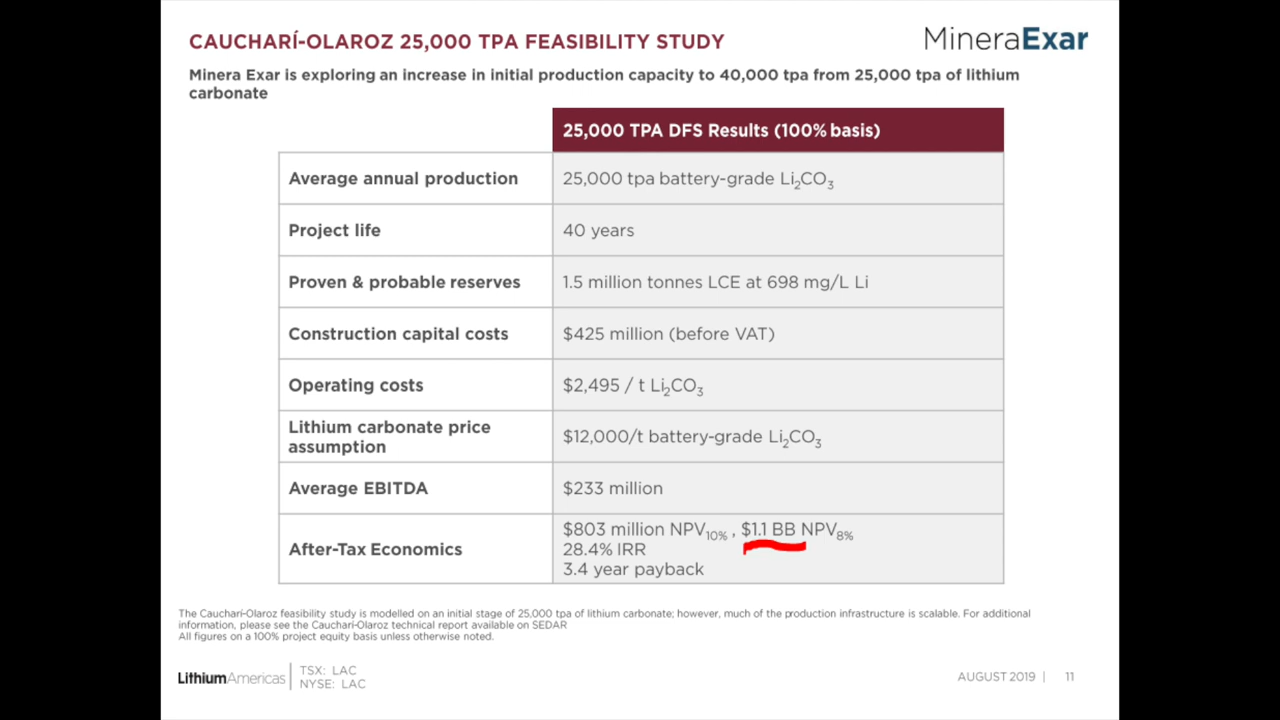 CAUCHARÍ-OLAROZ 25,000 TPA FEASIBILITY STUDY
MineraExar
Minera Exar is exploring an increase in initial production capacity to 40,000 tpa from 25,000 tpa of lithium
carbonate
25,000 TPA DFS Results (100% basis)
Average annual production
25,000 tpa battery-grade Li₂CO₃
Project life
40 years
Proven & probable reserves
1.5 million tonnes LCE at 698 mg/L Li
Construction capital costs
$425 million (before VAT)
Operating costs
$2,495 / t Li₂CO₃
Lithium carbonate price
assumption
$12,000/t battery-grade Li₂CO₃
Average EBITDA
$233 million
After-Tax Economics
$803 million NPV10% , $1.1 BB NPV8%
28.4% IRR
3.4 year payback
The Cauchari-Olaroz feasibility study is modelled on an initial stage of 25,000 tpa of lithium carbonate; however, much of the production infrastructure is scalable. For additional
information, please see the Cauchari-Olaroz technical report available on SEDAR
All figures on a 100% project equity basis unless otherwise noted.
LithiumAmericas
TSX: LAC
NYSE: LAC
AUGUST 2019 | 11